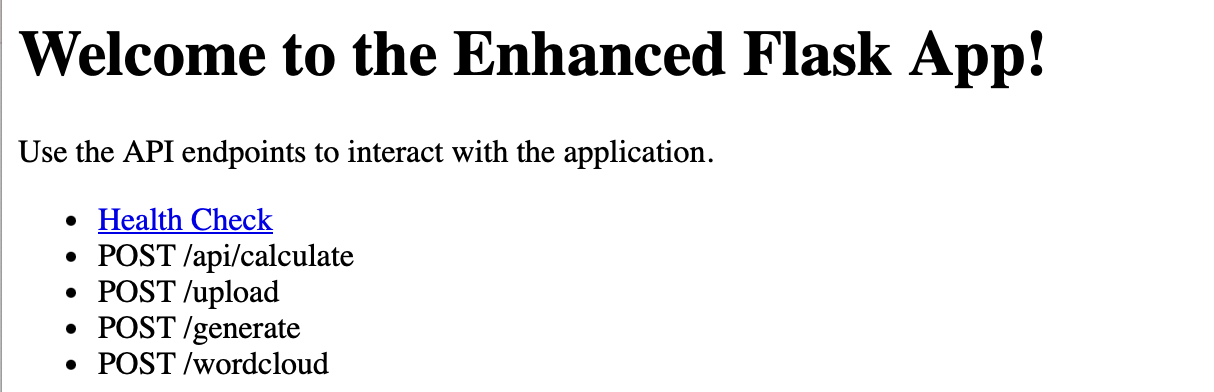 Welcome to the Enhanced Flask App!
Use the API endpoints to interact with the application.
• Health Check
• POST /api/calculate
• POST /upload
• POST /generate
• POST /wordcloud